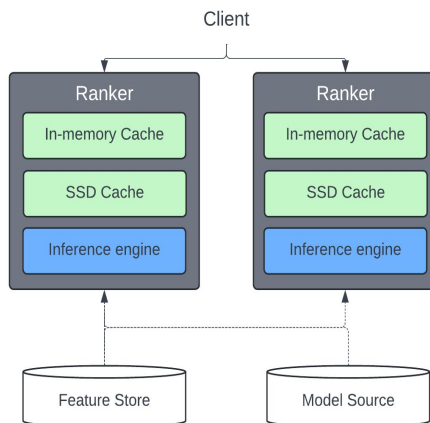 Client
Ranker
Ranker
In-memory Cache
In-memory Cache
SSD Cache
SSD Cache
Inference engine
Inference engine
Feature Store
Model Source